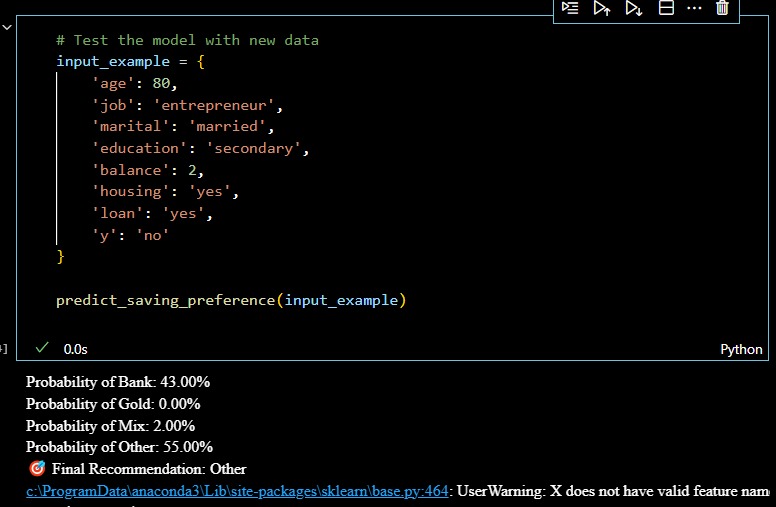 # Test the model with new data
input_example = {
    'age': 80,
    'job': 'entrepreneur',
    'marital': 'married',
    'education': 'secondary',
    'balance': 2,
    'housing': 'yes',
    'loan': 'yes',
    'y': 'no'
}
predict_saving_preference(input_example)
0.0s
Python
Probability of Bank: 43.00%
Probability of Gold: 0.00%
Probability of Mix: 2.00%
Probability of Other: 55.00%
🎯 Final Recommendation: Other
c:\ProgramData\anaconda3\Lib\site-packages\sklearn\base.py:464: UserWarning: X does not have valid feature nam